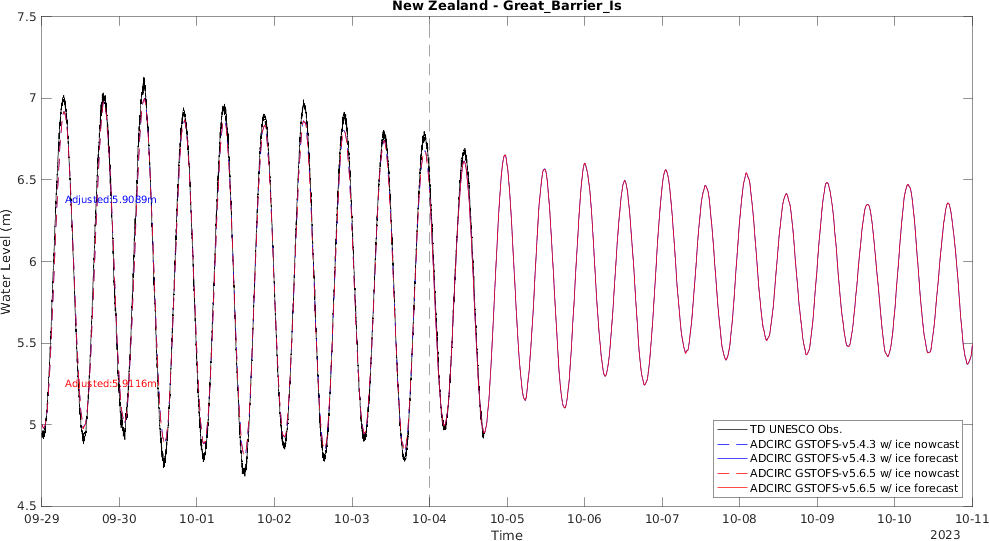 New Zealand - Great_Barrier_Is
7.5
7
6.5
6
5.5
5
4.5
Water Level (m)
Adjusted:5.9089m
Adjusted:5.9116m
TD UNESCO Obs.
ADCIRC GSTOFS-v5.4.3 w/ ice nowcast
ADCIRC GSTOFS-v5.4.3 w/ ice forecast
ADCIRC GSTOFS-v5.6.5 w/ ice nowcast
ADCIRC GSTOFS-v5.6.5 w/ ice forecast
09-29 09-30 10-01 10-02 10-03 10-04 10-05 10-06 10-07 10-08 10-09 10-10 10-11
Time
2023